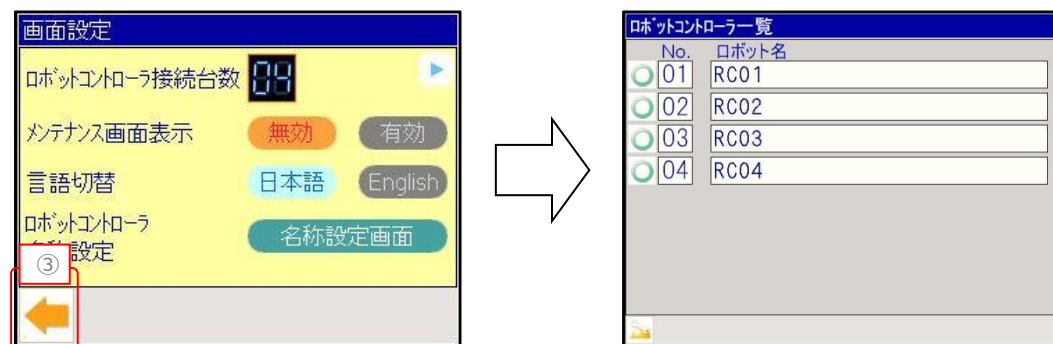 画面設定
ロボットコントローラ接続台数 04
メンテナンス画面表示 無効 有効
言語切替 日本語 English
ロボットコントローラ
設定 名称設定画面
③
ロボットコントローラー一覧
No. ロボット名
01 RC01
02 RC02
03 RC03
04 RC04